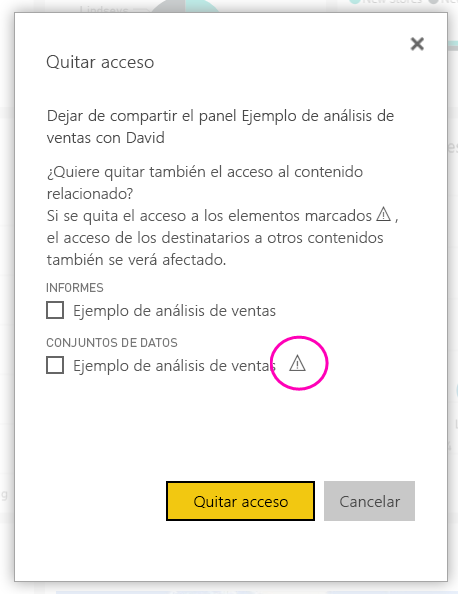 Lindsays
New Stores
Quitar acceso
Dejar de compartir el panel Ejemplo de análisis de
ventas con David
¿Quiere quitar también el acceso al contenido
relacionado?
Si se quita el acceso a los elementos marcados ⚠ ,
el acceso de los destinatarios a otros contenidos
también se verá afectado.
INFORMES
Ejemplo de análisis de ventas
CONJUNTOS DE DATOS
Ejemplo de análisis de ventas ⚠
Quitar acceso
Cancelar